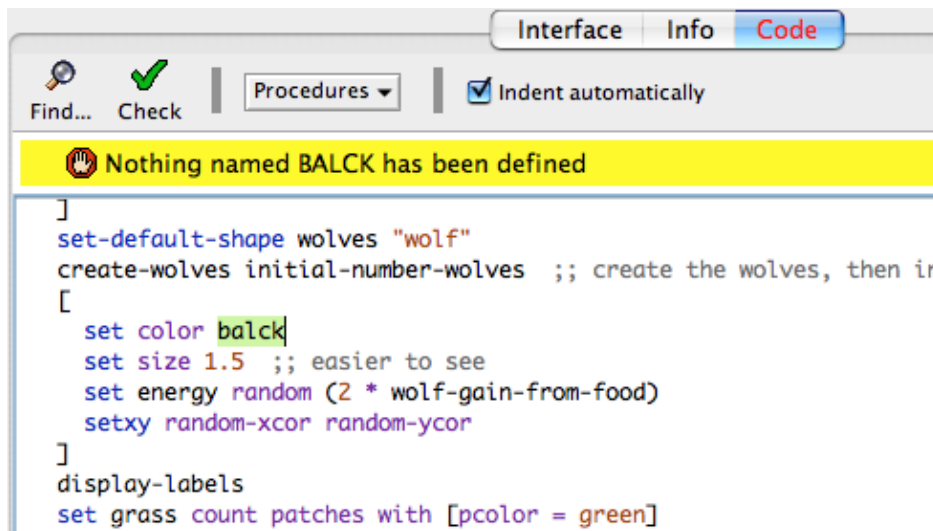 Interface Info Code
Find... Check Procedures Indent automatically
Nothing named BALCK has been defined
]
set-default-shape wolves "wolf"
create-wolves initial-number-wolves ;; create the wolves, then
[
set color balck
set size 1.5 ;; easier to see
set energy random (2 * wolf-gain-from-food)
setxy random-xcor random-ycor
]
display-labels
set grass count patches with [pcolor = green]